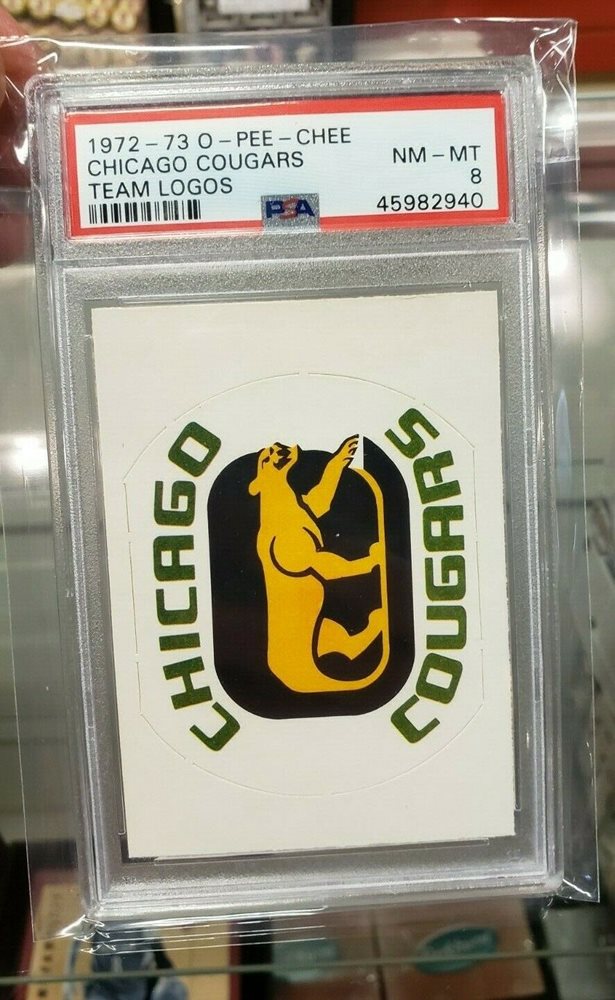 1972-73 O-PEE-CHEE
CHICAGO COUGARS
NM-MT
TEAM LOGOS
8
PSA
45982940
CHICAGO
COUGARS